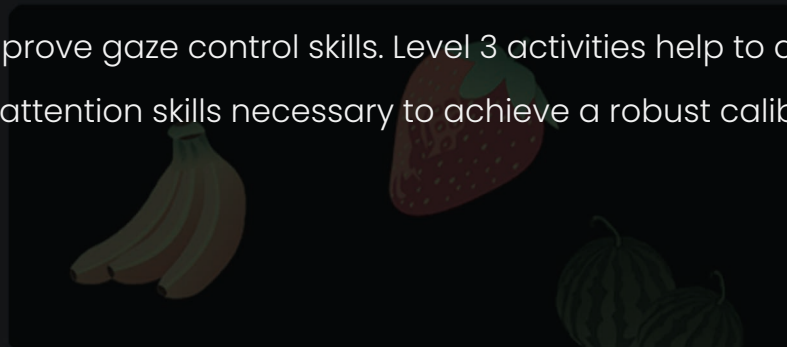 prove gaze control skills. Level 3 activities help to
attention skills necessary to achieve a robust calib